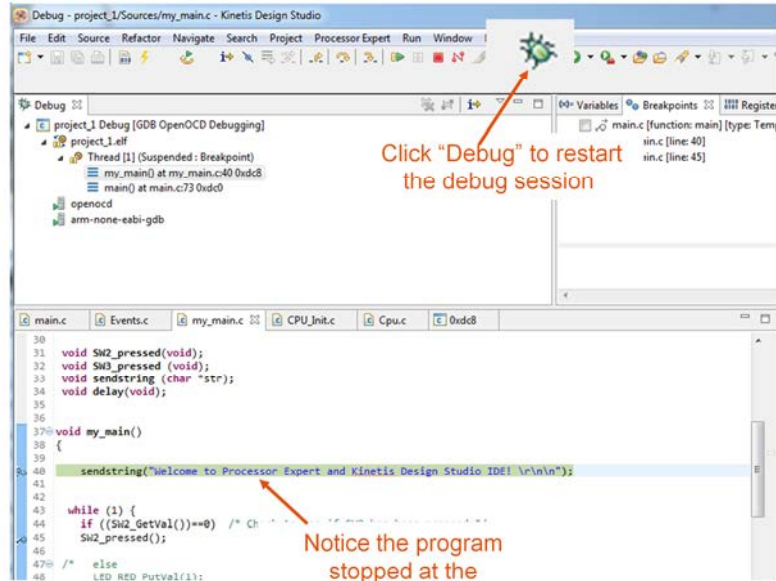 Debug - project_1/Sources/my_main.c - Kinetis Design Studio
File Edit Source Refactor Navigate Search Project Processor Expert Run Window
Debug
project_1 Debug [GDB OpenOCD Debugging]
project_1.elf
Thread [1] (Suspended : Breakpoint)
my_main() at my_main.c:40 0xdc8
main() at main.c:73 0xdc0
openocd
arm-none-eabi-gdb
Variables Breakpoints Register
main.c [function: main] [type: Temp
in.c [line: 40]
in.c [line: 45]
Click “Debug” to restart
the debug session
main.c Events.c my_main.c CPU_Init.c Cpu.c 0xdc8
30
31 void SW2_pressed(void);
32 void SW3_pressed (void);
33 void sendstring (char *str);
34 void delay(void);
35
36
37 void my_main()
38 {
39
40 sendstring("Welcome to Processor Expert and Kinetis Design Studio IDE! \r\n\n");
41
42
43 while (1) {
44 if ((SW2_GetVal())==0) /* Ch
45 SW2_pressed();
46
47 /* else
48 LED_RED_PutVal(1);
Notice the program
stopped at the